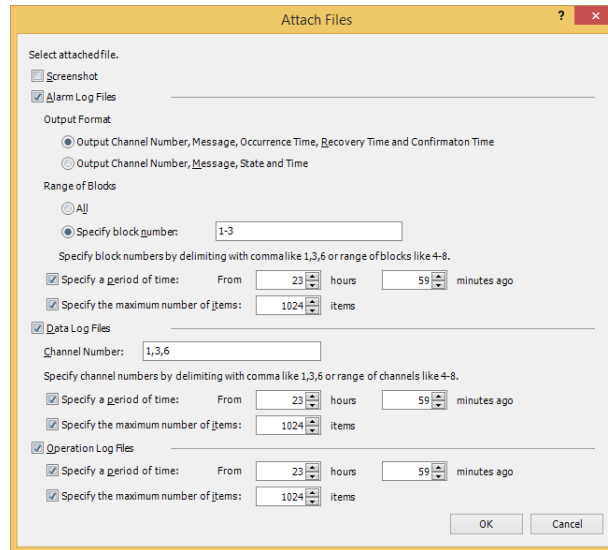 Attach Files
? ×
Select attached file.
Screenshot
Alarm Log Files
Output Format
Output Channel Number, Message, Occurrence Time, Recovery Time and Confirmaton Time
Output Channel Number, Message, State and Time
Range of Blocks
All
Specify block number: 1-3
Specify block numbers by delimiting with comma like 1,3,6 or range of blocks like 4-8.
Specify a period of time: From 23 hours 59 minutes ago
Specify the maximum number of items: 1024 items
Data Log Files
Channel Number: 1,3,6
Specify channel numbers by delimiting with comma like 1,3,6 or range of channels like 4-8.
Specify a period of time: From 23 hours 59 minutes ago
Specify the maximum number of items: 1024 items
Operation Log Files
Specify a period of time: From 23 hours 59 minutes ago
Specify the maximum number of items: 1024 items
OK Cancel